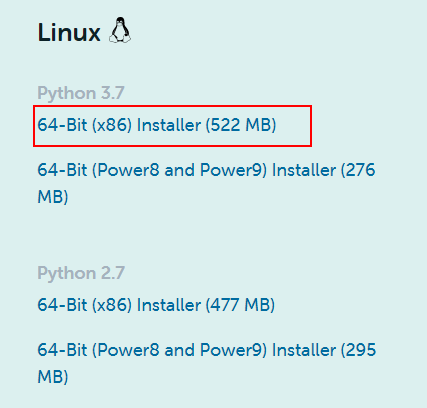 Linux
Python 3.7
64-Bit (x86) Installer (522 MB)
64-Bit (Power8 and Power9) Installer (276
MB)
Python 2.7
64-Bit (x86) Installer (477 MB)
64-Bit (Power8 and Power9) Installer (295
MB)